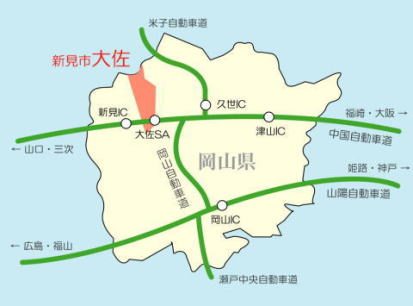 米子自動車道
新見市大佐
新見IC
久世IC
福崎・大阪 →
大佐SA
津山IC
中国自動車道
← 山口・三次
岡山自動車道
岡山県
姫路・神戸 →
山陽自動車道
岡山IC
← 広島・福山
瀬戸中央自動車道